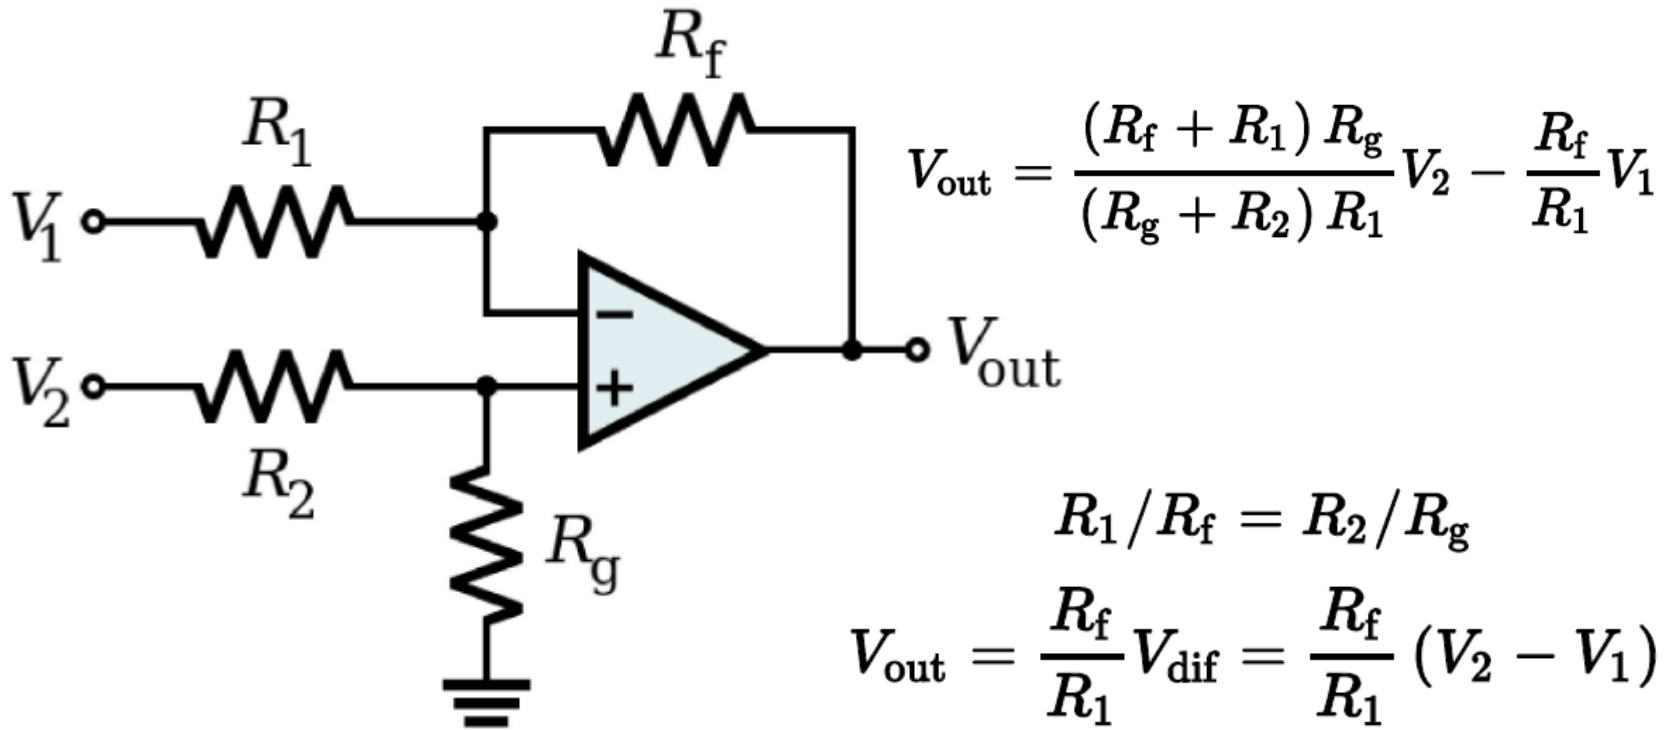 R_f
R_1
V_out = (R_f + R_1) R_g / (R_g + R_2) R_1 V_2 − R_f / R_1 V_1
V_1
−
V_out
V_2
+
R_2
R_g
R_1/R_f = R_2/R_g
V_out = R_f / R_1 V_dif = R_f / R_1 (V_2 − V_1)